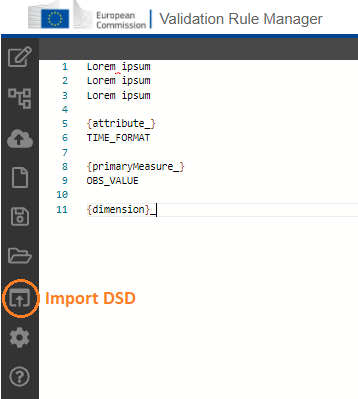 European
Commission
Validation Rule Manager
1 Lorem ipsum
2 Lorem ipsum
3 Lorem ipsum
4
5 {attribute_}
6 TIME_FORMAT
7
8 {primaryMeasure_}
9 OBS_VALUE
10
11 {dimension}_
Import DSD